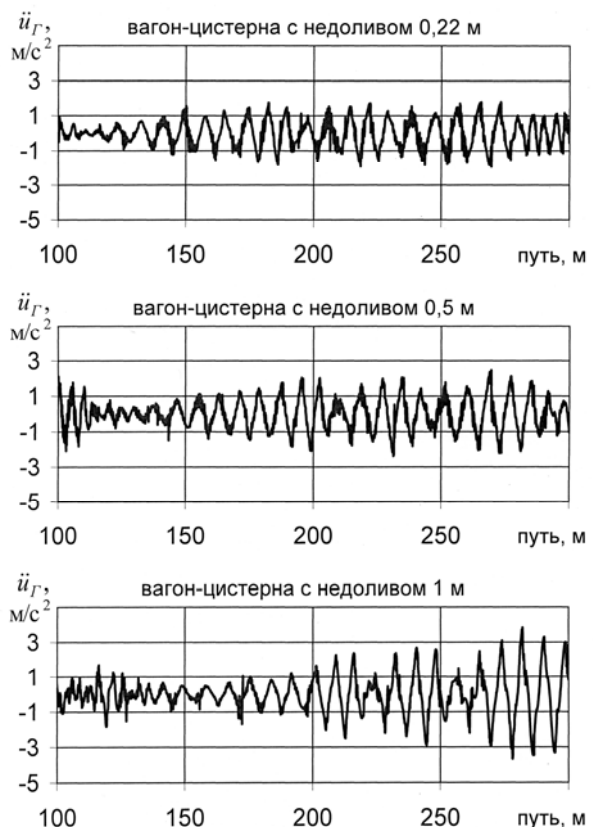 ü_Г,
вагон-цистерна с недоливом 0,22 м
м/с²
3
1
-1
-3
-5
100 150 200 250 путь, м
ü_Г,
вагон-цистерна с недоливом 0,5 м
м/с²
3
1
-1
-3
-5
100 150 200 250 путь, м
ü_Г,
вагон-цистерна с недоливом 1 м
м/с²
3
1
-1
-3
-5
100 150 200 250 путь, м